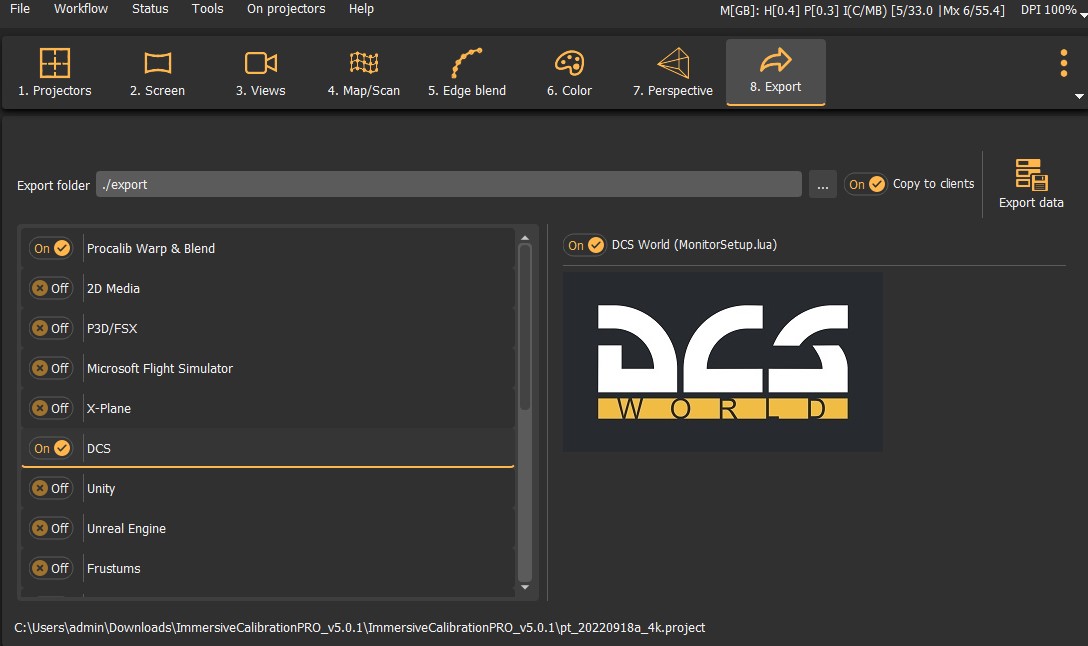 File Workflow Status Tools On projectors Help M[GB]: H[0.4] P[0.3] I(C/MB) [5/33.0 |Mx 6/55.4] DPI 100%
1. Projectors 2. Screen 3. Views 4. Map/Scan 5. Edge blend 6. Color 7. Perspective 8. Export
Export folder ./export ... On Copy to clients
Export data
On Procalib Warp & Blend
Off 2D Media
Off P3D/FSX
Off Microsoft Flight Simulator
Off X-Plane
On DCS
Off Unity
Off Unreal Engine
Off Frustums
On DCS World (MonitorSetup.lua)
DCS
WORLD
C:\Users\admin\Downloads\ImmersiveCalibrationPRO_v5.0.1\ImmersiveCalibrationPRO_v5.0.1\pt_20220918a_4k.project